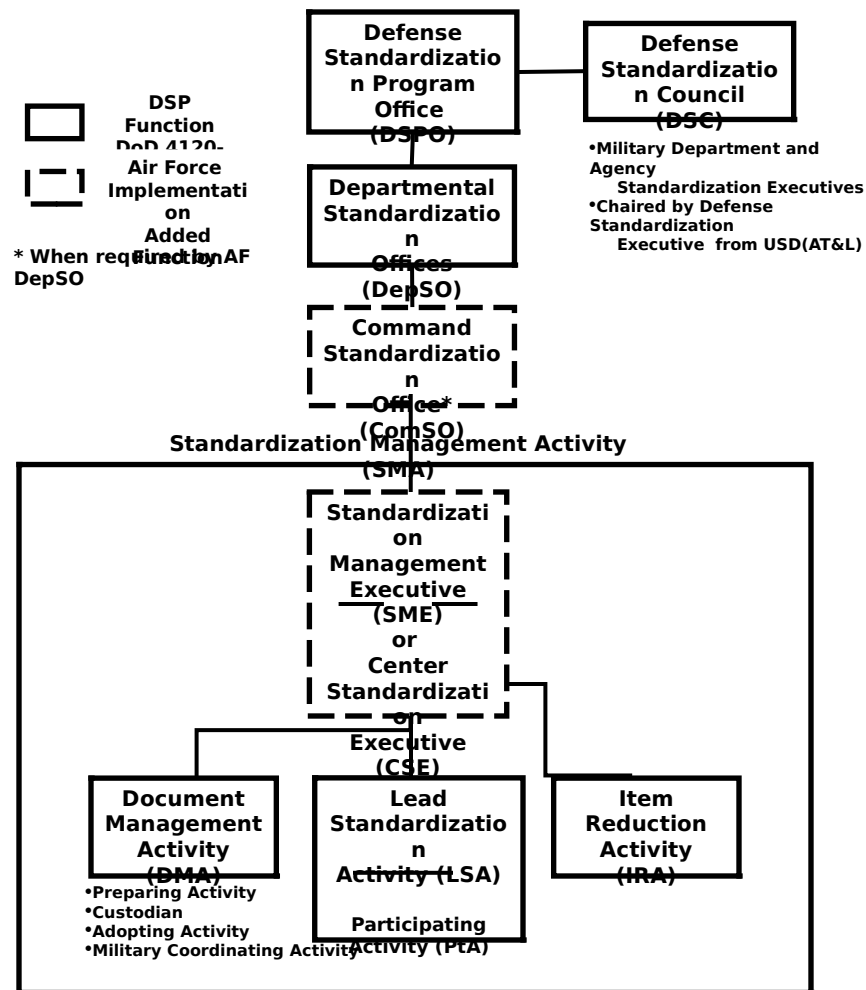 Defense
Standardizatio
n Program
Office
(DSPO)
Defense
Standardizatio
n Council
(DSC)
•Military Department and
Agency
Standardization Executives
•Chaired by Defense
Standardization
Executive from USD(AT&L)
DSP
Function
DoD 4120-
Air Force
Implementati
on
Added
Function
* When required by AF
DepSO
Departmental
Standardizatio
n
Offices
(DepSO)
Command
Standardizatio
n
Office*
(ComSO)
Standardization Management Activity
(SMA)
Standardizati
on
Management
Executive
(SME)
or
Center
Standardizati
on
Executive
(CSE)
Document
Management
Activity
(DMA)
•Preparing Activity
•Custodian
•Adopting Activity
•Military Coordinating Activity
Lead
Standardizatio
n
Activity (LSA)
Participating
Activity (PtA)
Item
Reduction
Activity
(IRA)